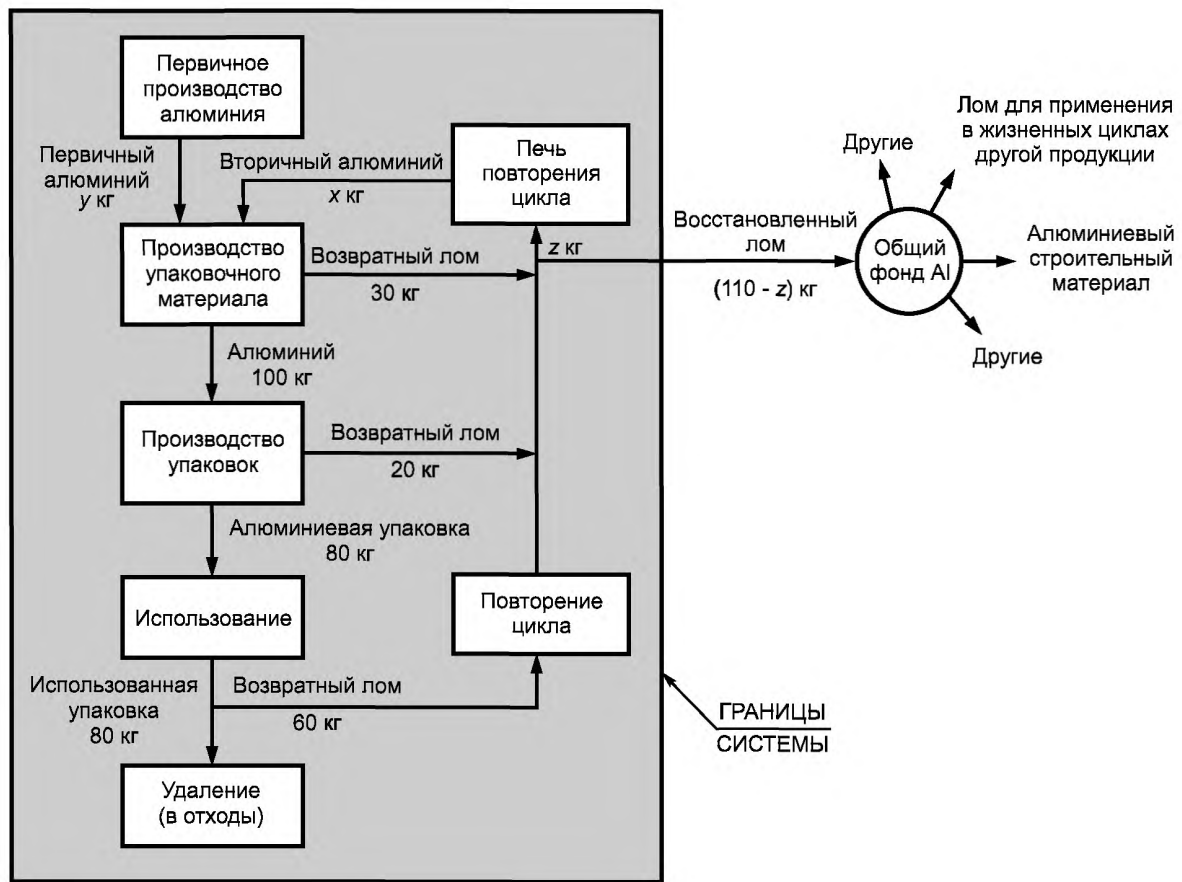 Первичное
производство
алюминия
Первичный
алюминий
y кг
Вторичный алюминий
x кг
Печь
повторения
цикла
Производство
упаковочного
материала
Возвратный лом
30 кг
z кг
Восстановленный
лом
(110 - z) кг
Общий
фонд Al
Другие
Лом для применения
в жизненных циклах
другой продукции
Алюминиевый
строительный
материал
Другие
Алюминий
100 кг
Производство
упаковок
Возвратный лом
20 кг
Алюминиевая упаковка
80 кг
Использование
Повторение
цикла
Использованная
упаковка
80 кг
Возвратный лом
60 кг
Удаление
(в отходы)
ГРАНИЦЫ
СИСТЕМЫ